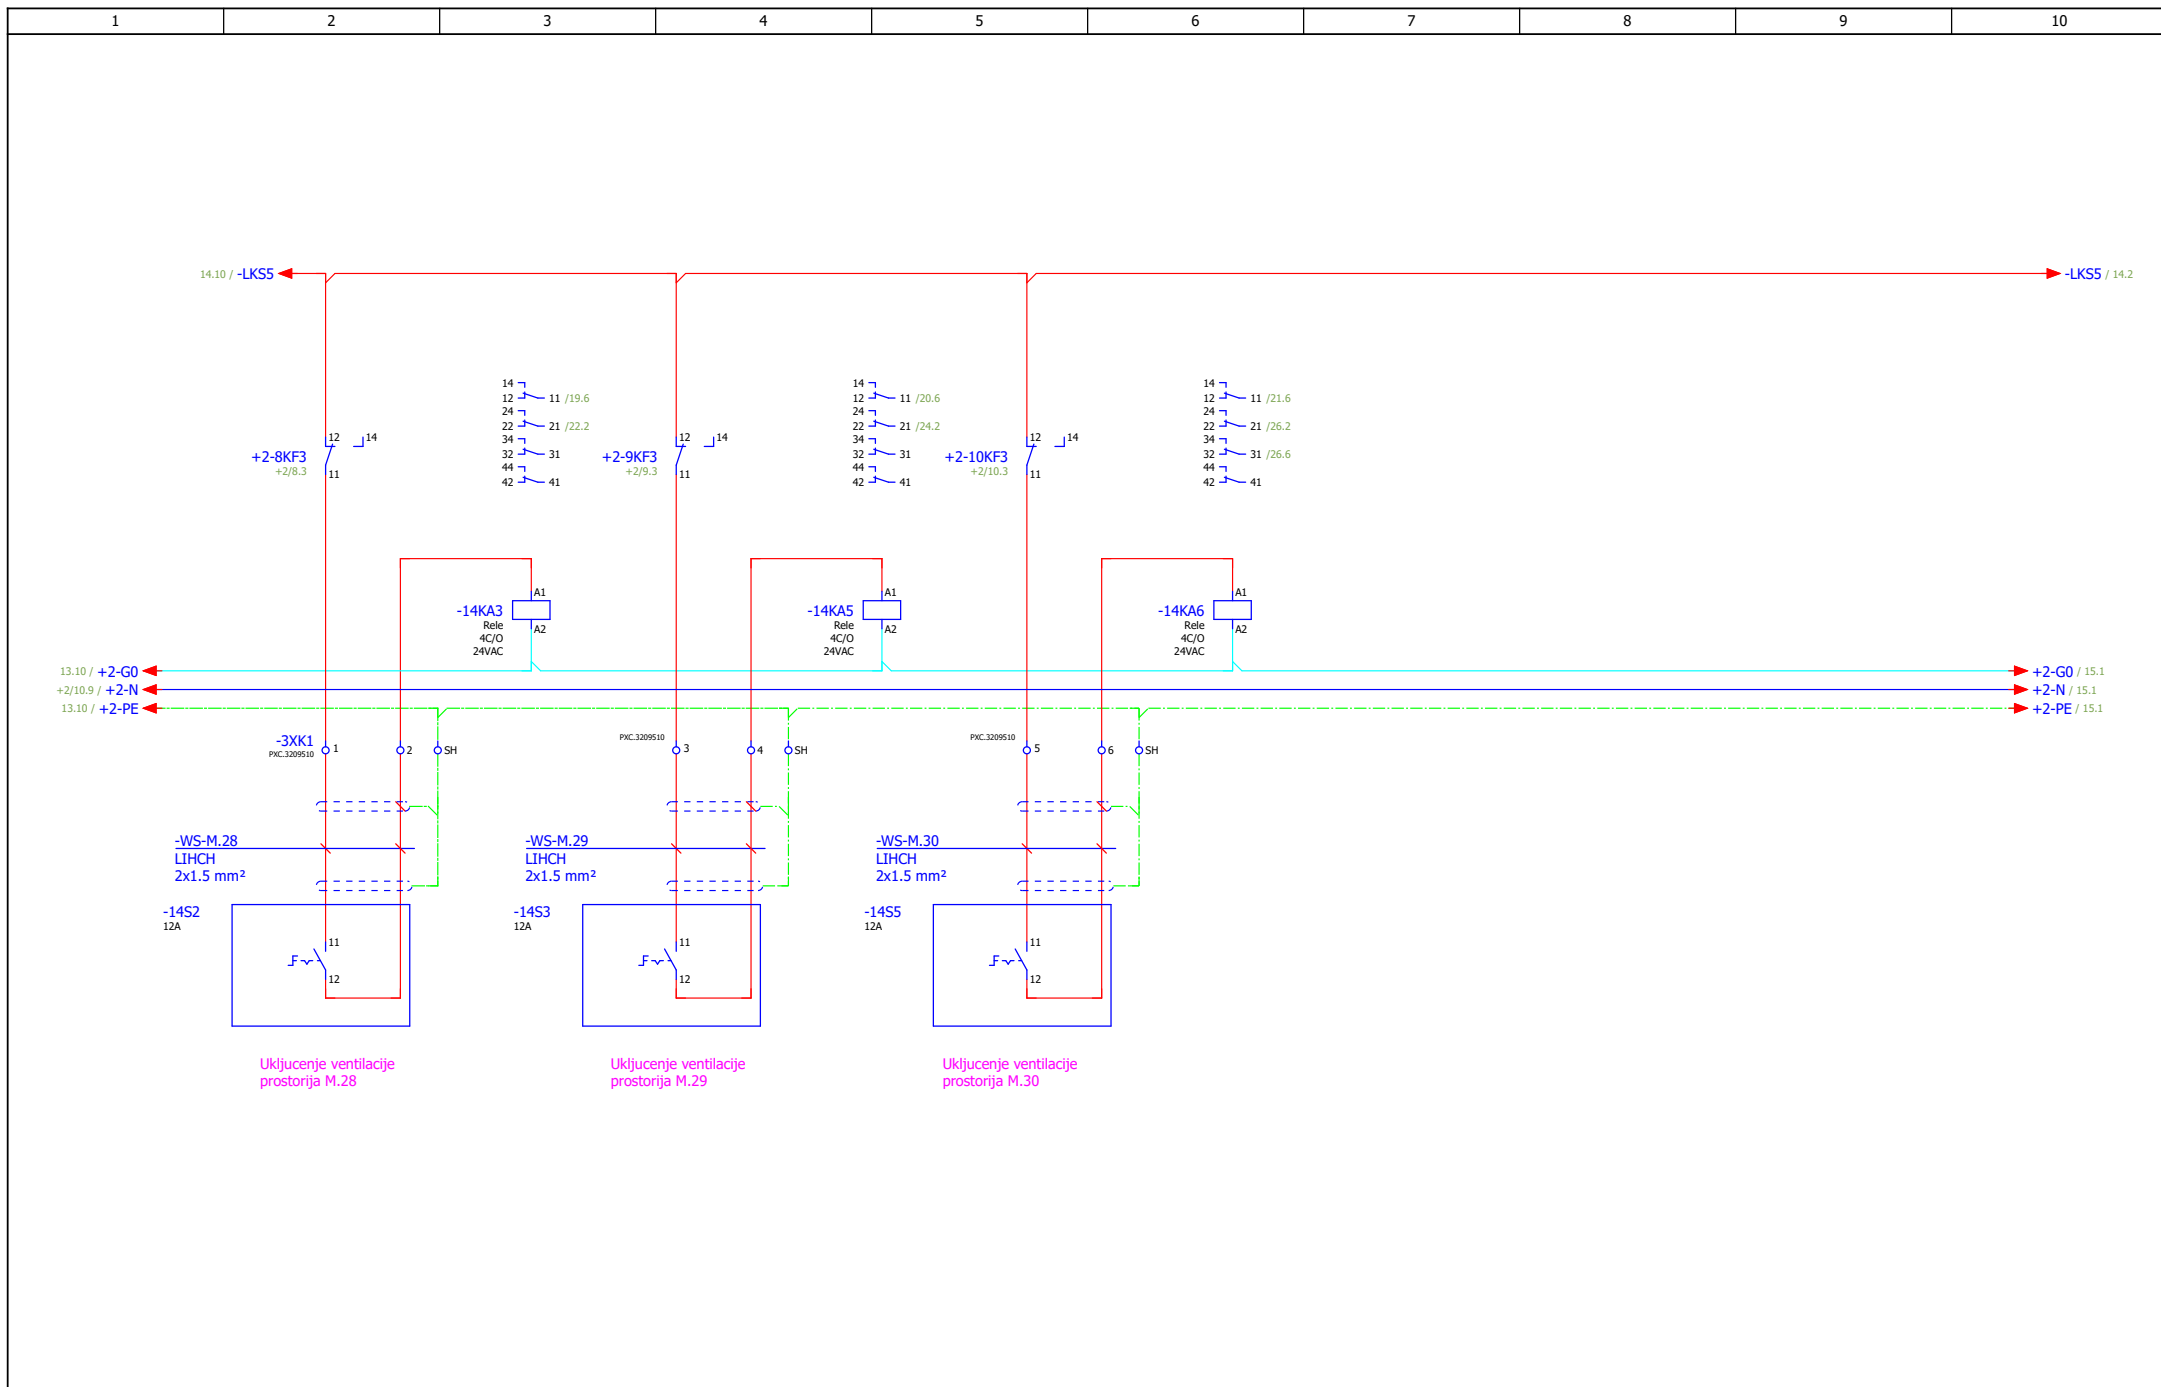 1 2 3 4 5 6 7 8 9 10
14.10 / -LKS5
-LKS5 / 14.2
14
12 11 /19.6
24
22 21 /22.2
34
32 31
44
42 41
14
12 11 /20.6
24
22 21 /24.2
34
32 31
44
42 41
14
12 11 /21.6
24
22 21 /26.2
34
32 31 /26.6
44
42 41
12 14
+2-8KF3
+2/8.3
11
12 14
+2-9KF3
+2/9.3
11
12 14
+2-10KF3
+2/10.3
11
A1
-14KA3
Rele
4C/O
24VAC
A2
A1
-14KA5
Rele
4C/O
24VAC
A2
A1
-14KA6
Rele
4C/O
24VAC
A2
13.10 / +2-G0
+2/10.9 / +2-N
13.10 / +2-PE
+2-G0 / 15.1
+2-N / 15.1
+2-PE / 15.1
-3XK1
PXC.3209510
1 2 SH
PXC.3209510
3 4 SH
PXC.3209510
5 6 SH
-WS-M.28
LIHCH
2x1.5 mm²
-WS-M.29
LIHCH
2x1.5 mm²
-WS-M.30
LIHCH
2x1.5 mm²
-14S2
12A
11
12
-14S3
12A
11
12
-14S5
12A
11
12
Ukljucenje ventilacije
prostorija M.28
Ukljucenje ventilacije
prostorija M.29
Ukljucenje ventilacije
prostorija M.30